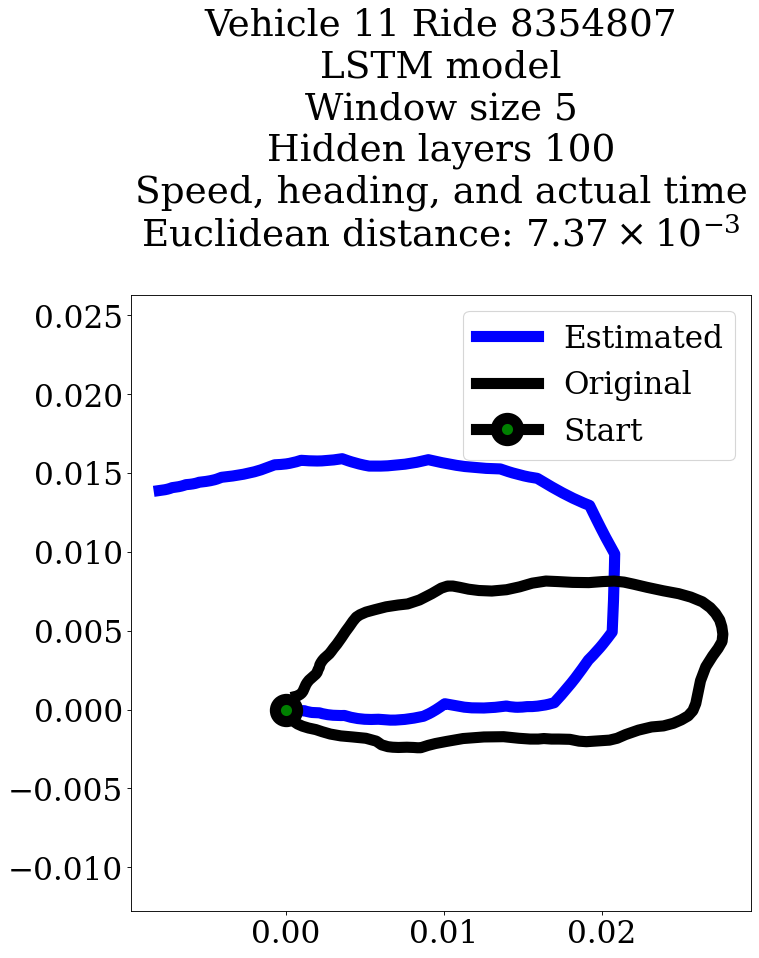 Vehicle 11 Ride 8354807
LSTM model
Window size 5
Hidden layers 100
Speed, heading, and actual time
Euclidean distance: 7.37 × 10⁻³
Estimated
Original
Start
0.025
0.020
0.015
0.010
0.005
0.000
−0.005
−0.010
0.00 0.01 0.02